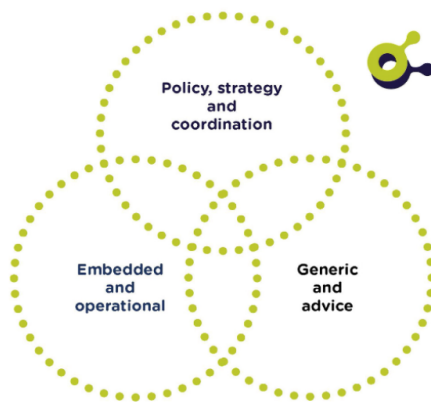 Policy, strategy
and
coordination
Embedded
and
operational
Generic
and
advice